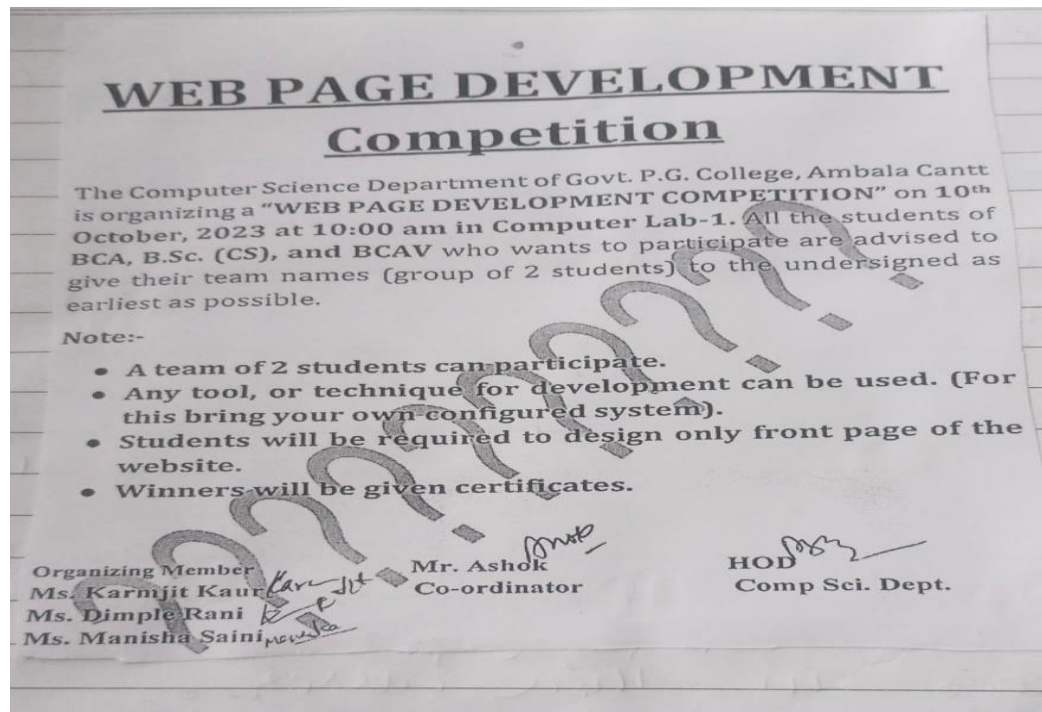 WEB PAGE DEVELOPMENT
Competition
The Computer Science Department of Govt. P.G. College, Ambala Cantt
is organizing a “WEB PAGE DEVELOPMENT COMPETITION” on 10th
October, 2023 at 10:00 am in Computer Lab-1. All the students of
BCA, B.Sc. (CS), and BCAV who wants to participate are advised to
give their team names (group of 2 students) to the undersigned as
earliest as possible.
Note:-
• A team of 2 students can participate.
• Any tool, or technique for development can be used. (For
this bring your own configured system).
• Students will be required to design only front page of the
website.
• Winners will be given certificates.
????????
Organizing Member
Ms. Karmjit Kaur
Ms. Dimple Rani
Ms. Manisha Saini
Mr. Ashok
Co-ordinator
HOD
Comp Sci. Dept.